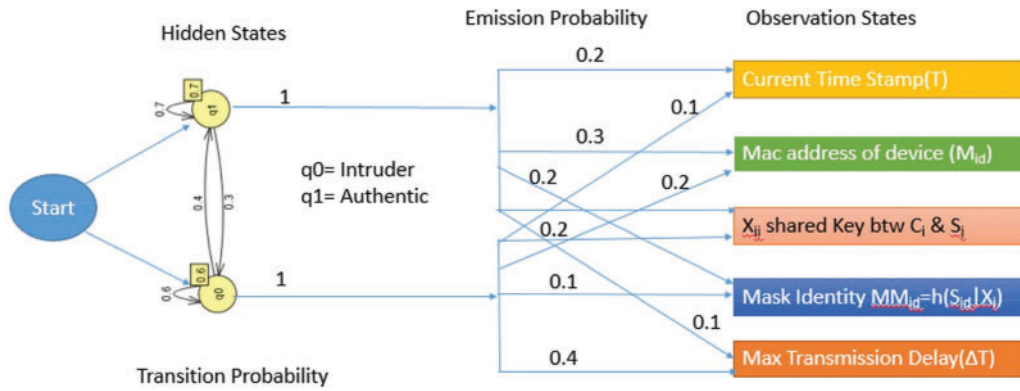 Hidden States
Emission Probability
Observation States
0.2
Current Time Stamp(T)
0.7
0.7
q1
1
0.1
0.3
Mac address of device (Mid)
q0= Intruder
q1= Authentic
0.2
0.2
Start
0.4
0.3
0.2
Xij shared Key btw Ci & Sj
0.6
0.6
q0
1
0.1
Mask Identity MMid=h(Sid|Xi)
0.1
0.4
Max Transmission Delay(ΔT)
Transition Probability